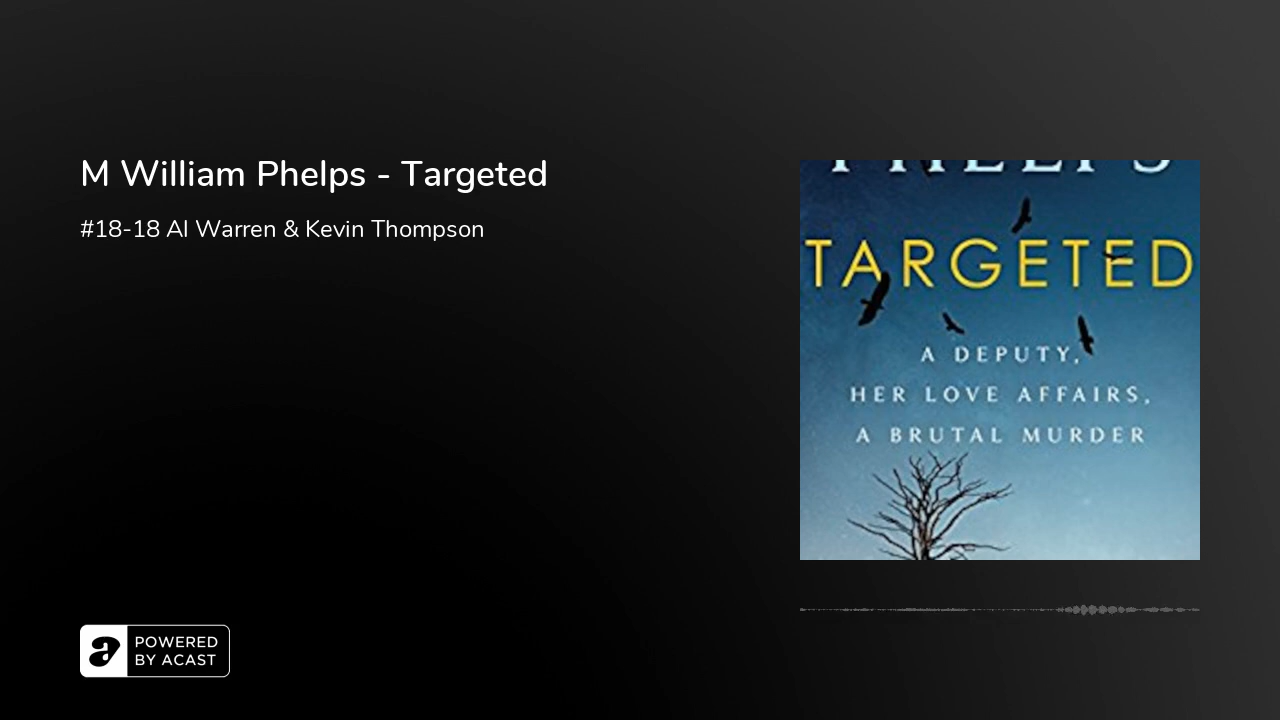 M William Phelps - Targeted
#18-18 Al Warren & Kevin Thompson
PHELPS
TARGETED
A DEPUTY,
HER LOVE AFFAIRS,
A BRUTAL MURDER
a POWERED
BY ACAST